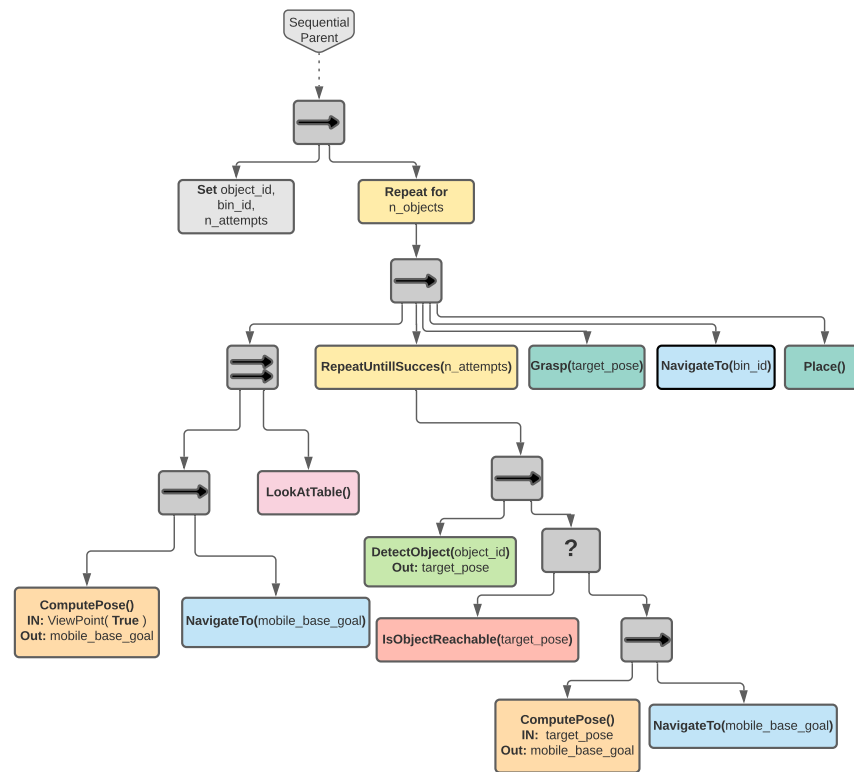 Sequential
Parent
Set object_id,
bin_id,
n_attempts
Repeat for
n_objects
RepeatUntillSucces(n_attempts)
Grasp(target_pose)
NavigateTo(bin_id)
Place()
LookAtTable()
DetectObject(object_id)
Out: target_pose
?
ComputePose()
IN: ViewPoint( True )
Out: mobile_base_goal
NavigateTo(mobile_base_goal)
IsObjectReachable(target_pose)
ComputePose()
IN: target_pose
Out: mobile_base_goal
NavigateTo(mobile_base_goal)